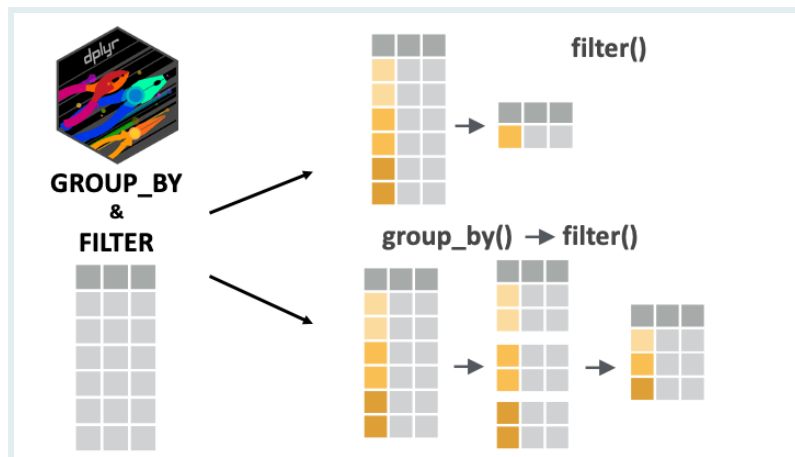 dplyr
GROUP_BY
&
FILTER
filter()
group_by() → filter()